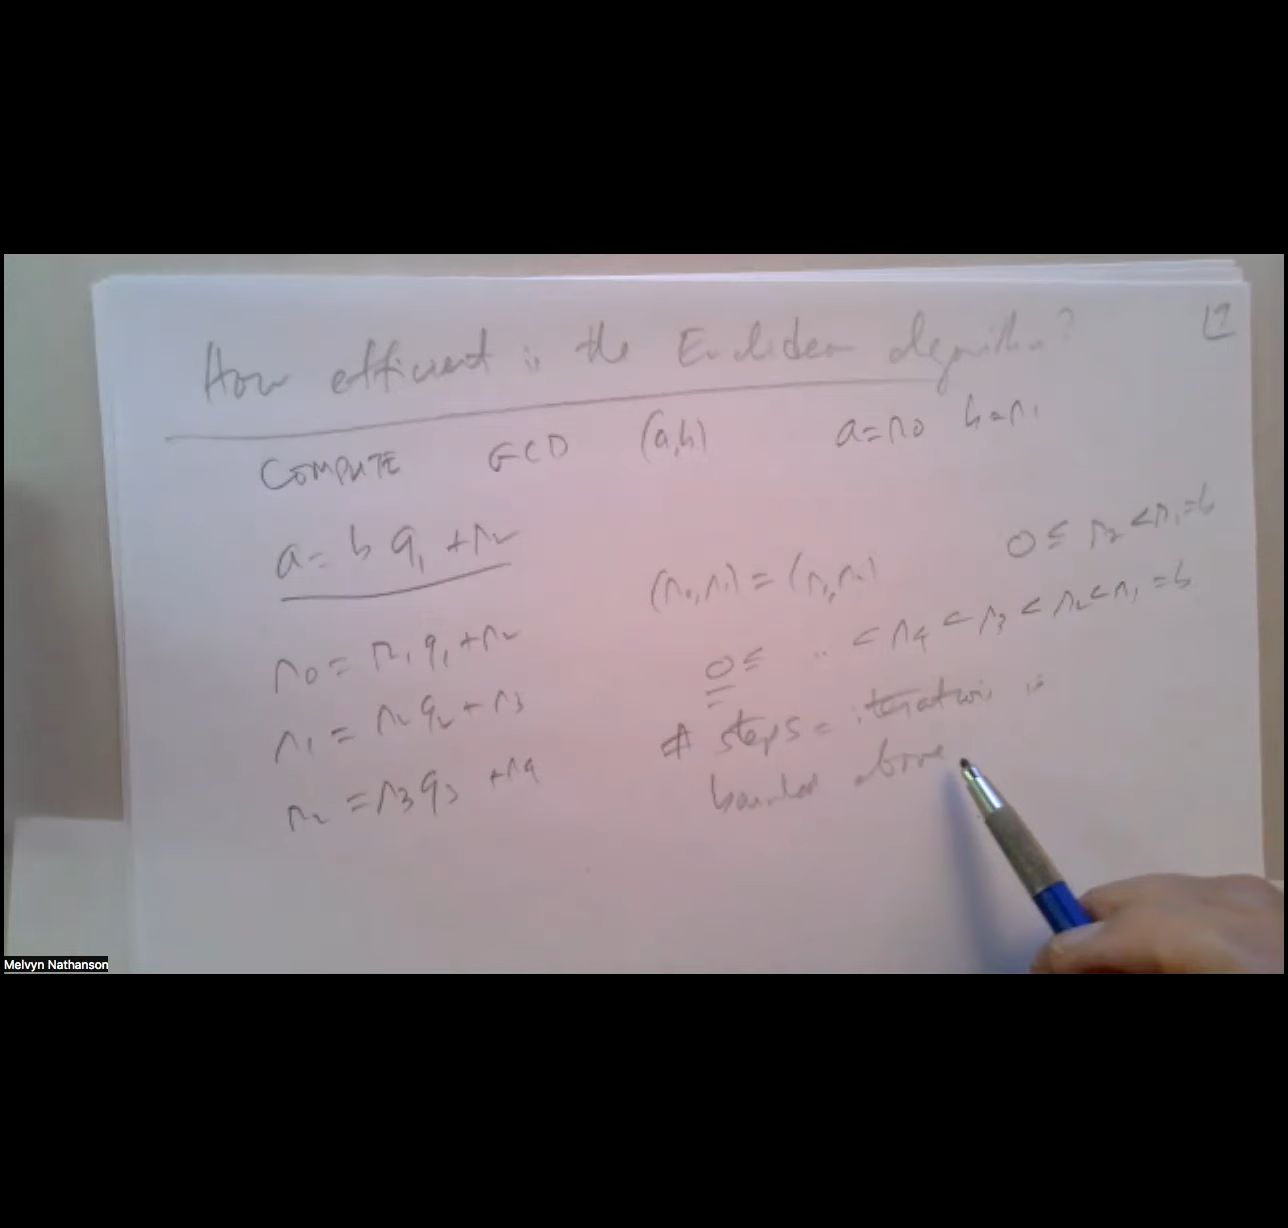 How efficient is the Euclidean algorithm? 17
COMPUTE GCD (a,b) a=r0 b=r1
a = b q1 + r2
0 ≤ r2 < r1 = b
(r0,r1) = (r1,r2)
r0 = r1 q1 + r2
0 ≤ .. < r4 < r3 < r2 < r1 = b
r1 = r2 q2 + r3
# steps = iterations is
r2 = r3 q3 + r4
bounded above
Melvyn Nathanson